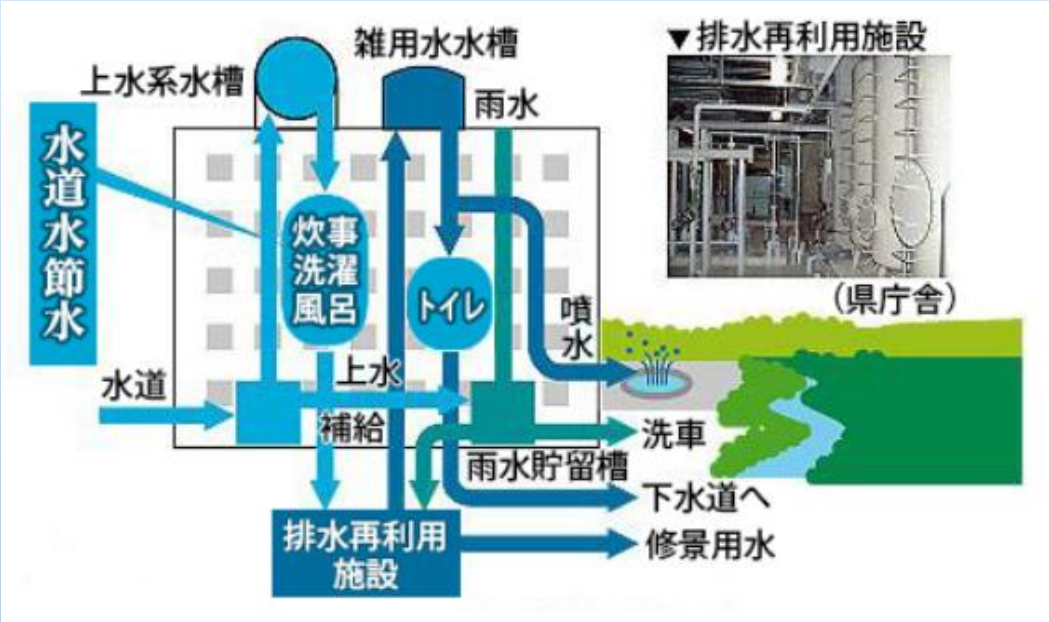 上水系水槽
雑用水水槽
雨水
▼排水再利用施設
水道水節水
炊事
洗濯
風呂
トイレ
(県庁舎)
噴水
水道
上水
補給
洗車
雨水貯留槽
下水道へ
排水再利用
施設
修景用水